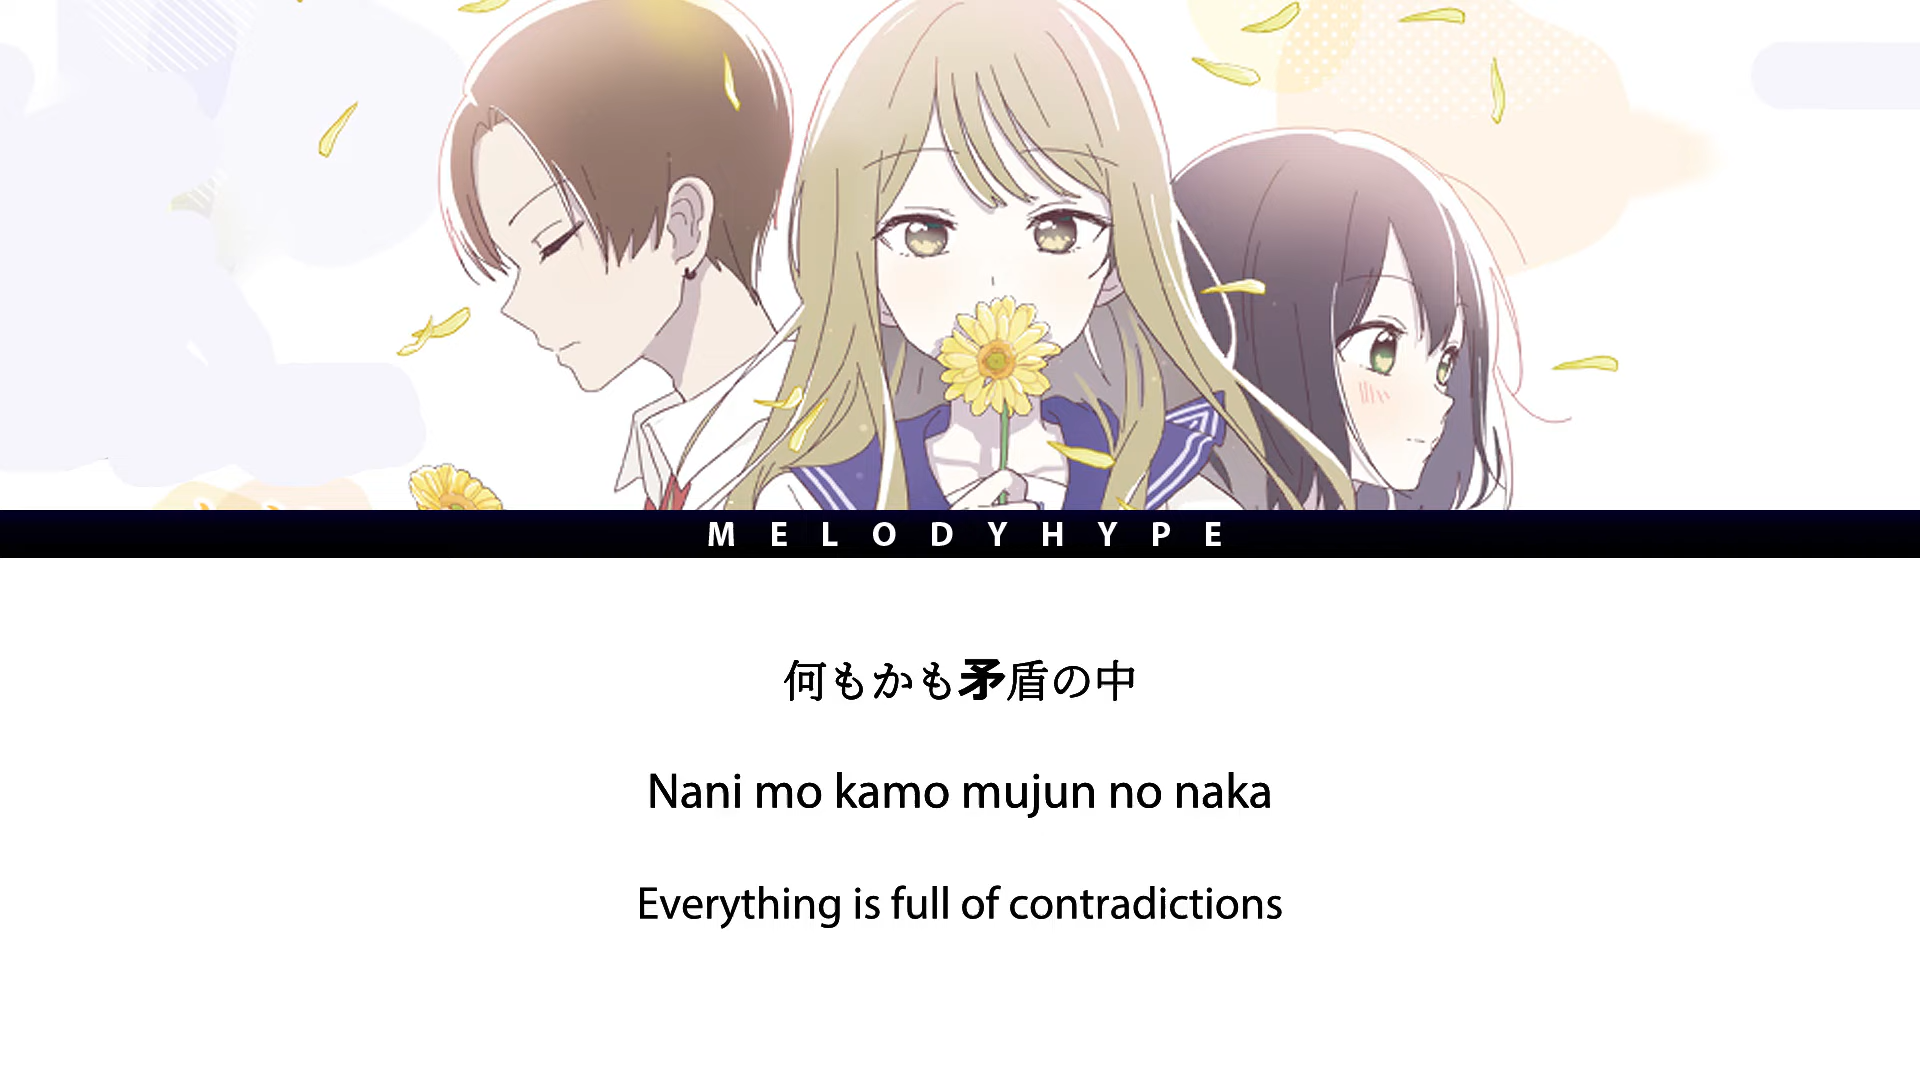 MELODYHYPE
何もかも矛盾の中
Nani mo kamo mujun no naka
Everything is full of contradictions